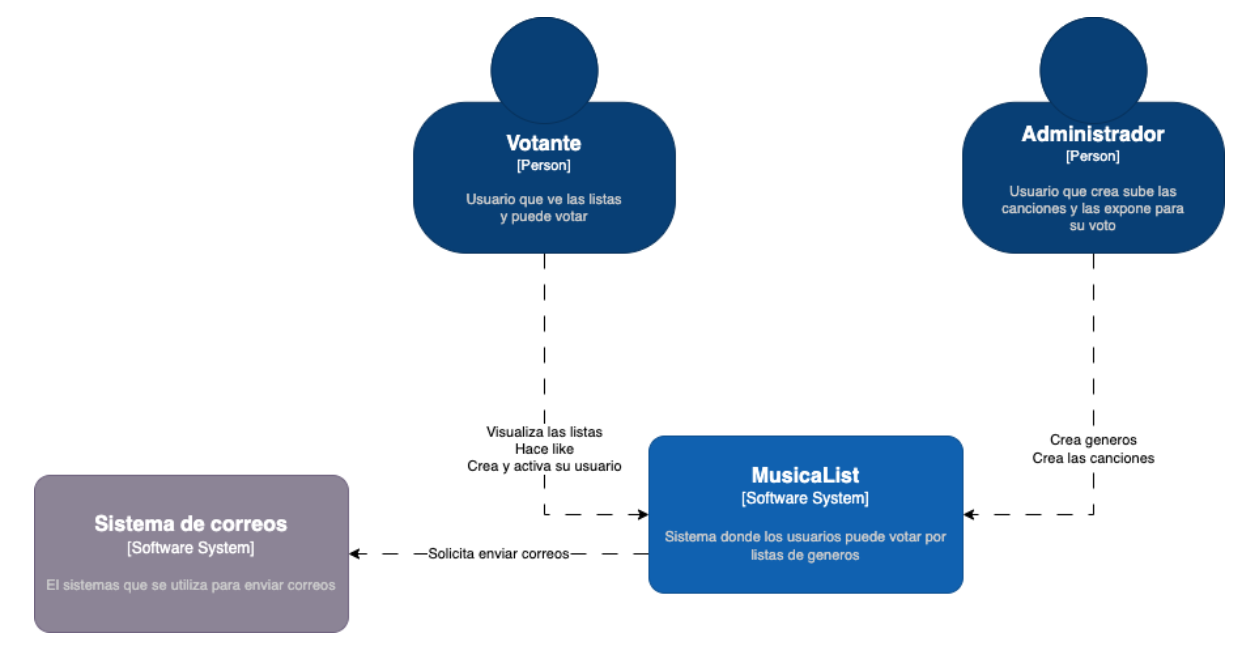 Votante
[Person]
Usuario que ve las listas
y puede votar
Administrador
[Person]
Usuario que crea sube las
canciones y las expone para
su voto
Visualiza las listas
Hace like
Crea y activa su usuario
Crea generos
Crea las canciones
MusicaList
[Software System]
Sistema donde los usuarios puede votar por
listas de generos
Solicita enviar correos
Sistema de correos
[Software System]
El sistemas que se utiliza para enviar correos